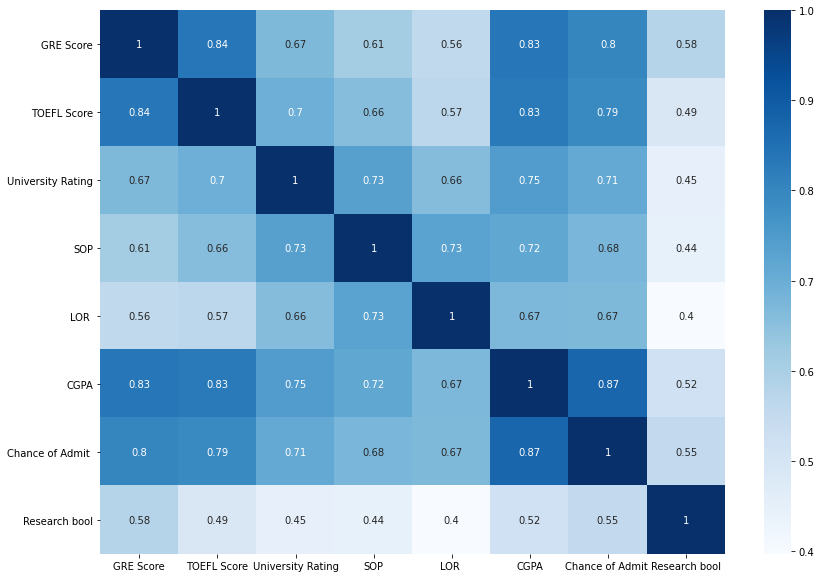 GRE Score 1 0.84 0.67 0.61 0.56 0.83 0.8 0.58
TOEFL Score 0.84 1 0.7 0.66 0.57 0.83 0.79 0.49
University Rating 0.67 0.7 1 0.73 0.66 0.75 0.71 0.45
SOP 0.61 0.66 0.73 1 0.73 0.72 0.68 0.44
LOR 0.56 0.57 0.66 0.73 1 0.67 0.67 0.4
CGPA 0.83 0.83 0.75 0.72 0.67 1 0.87 0.52
Chance of Admit 0.8 0.79 0.71 0.68 0.67 0.87 1 0.55
Research bool 0.58 0.49 0.45 0.44 0.4 0.52 0.55 1
GRE Score TOEFL Score University Rating SOP LOR CGPA Chance of Admit Research bool
1.0
0.9
0.8
0.7
0.6
0.5
0.4